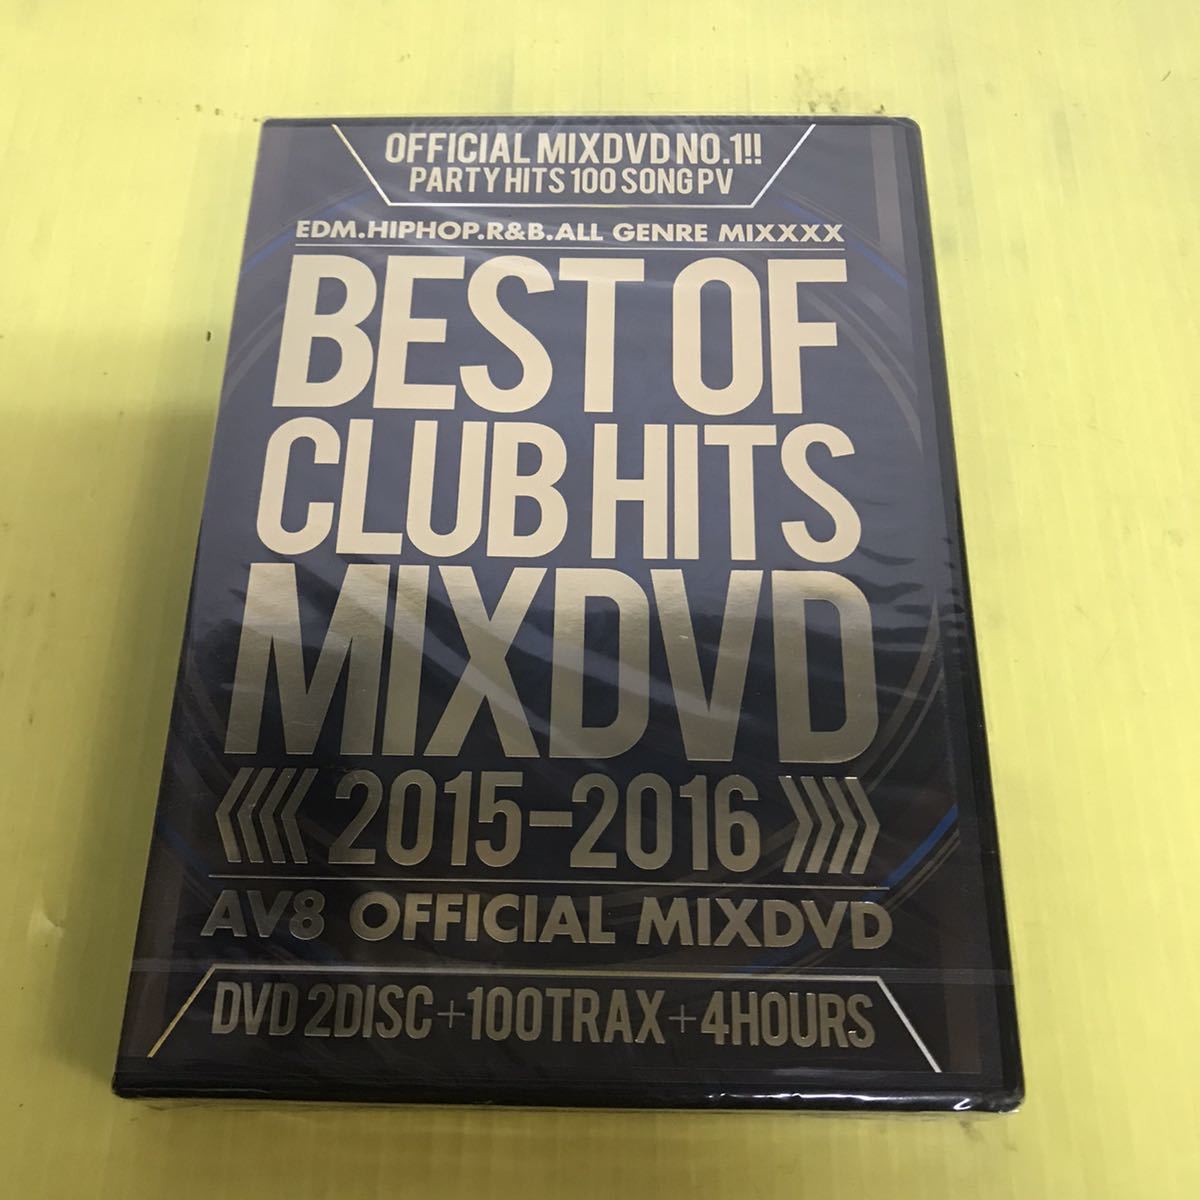 OFFICIAL MIXDVD NO.1!!
PARTY HITS 100 SONG PV
EDM.HIPHOP.R&B.ALL GENRE MIXXXX
BEST OF
CLUB HITS
MIXDVD
2015-2016
AV8 OFFICIAL MIXDVD
DVD 2DISC+100TRAX+4HOURS